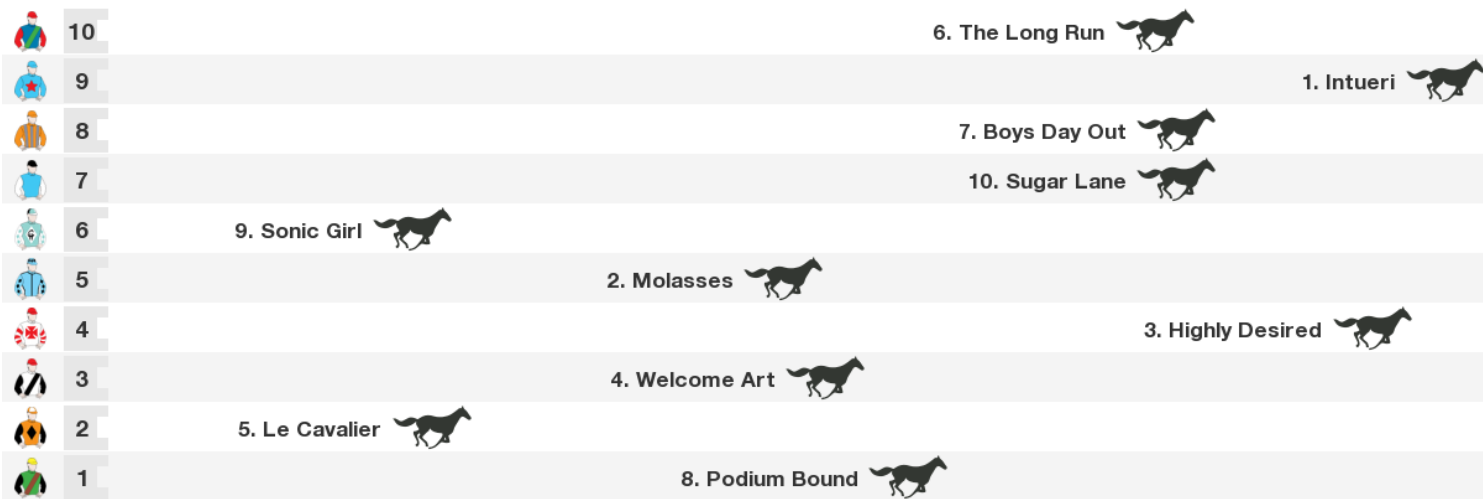 10 6. The Long Run
9 1. Intueri
8 7. Boys Day Out
7 10. Sugar Lane
6 9. Sonic Girl
5 2. Molasses
4 3. Highly Desired
3 4. Welcome Art
2 5. Le Cavalier
1 8. Podium Bound